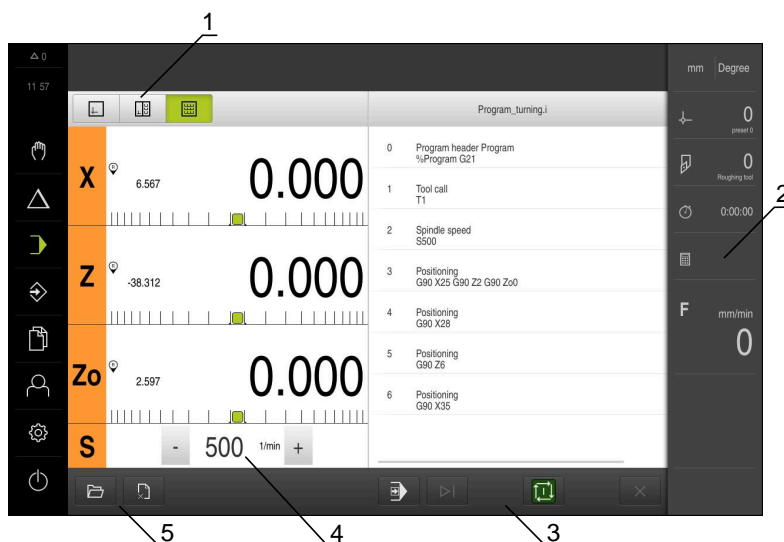 1
0
11 57
mm Degree
Program_turning.i
X
R
6.567
0.000
0 Program header Program
%Program G21
0
preset 0
1 Tool call
T1
0
Roughing tool
2 Spindle speed
S500
0:00:00
2
Z
R
-38.312
0.000
3 Positioning
G90 X25 G90 Z2 G90 Zo0
4 Positioning
G90 X28
F mm/min
0
Zo
R
2.597
0.000
5 Positioning
G90 Z6
6 Positioning
G90 X35
S
- 500 1/min +
5
4
3